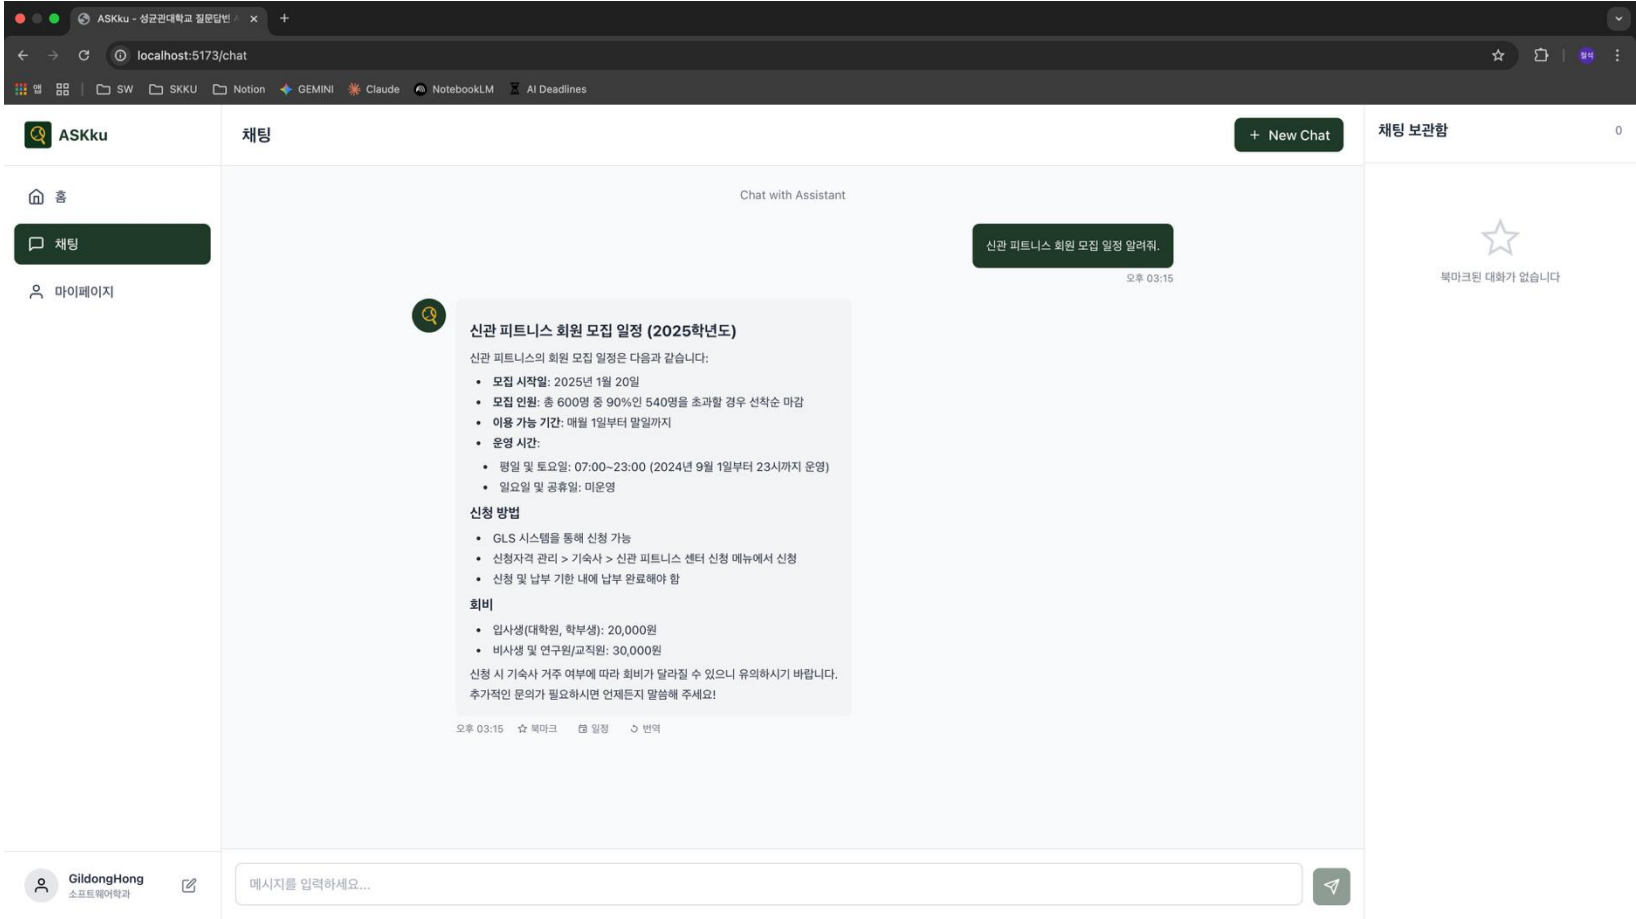 ASKku - 성균관대학교 질문답변 A
localhost:5173/chat
앱
SW
SKKU
Notion
GEMINI
Claude
NotebookLM
AI Deadlines
ASKku
채팅
+ New Chat
채팅 보관함
0
홈
채팅
마이페이지
Chat with Assistant
신관 피트니스 회원 모집 일정 알려줘.
오후 03:15
북마크된 대화가 없습니다
신관 피트니스 회원 모집 일정 (2025학년도)
신관 피트니스의 회원 모집 일정은 다음과 같습니다:
• 모집 시작일: 2025년 1월 20일
• 모집 인원: 총 600명 중 90%인 540명을 초과할 경우 선착순 마감
• 이용 가능 기간: 매월 1일부터 말일까지
• 운영 시간:
• 평일 및 토요일: 07:00~23:00 (2024년 9월 1일부터 23시까지 운영)
• 일요일 및 공휴일: 미운영
신청 방법
• GLS 시스템을 통해 신청 가능
• 신청자격 관리 > 기숙사 > 신관 피트니스 센터 신청 메뉴에서 신청
• 신청 및 납부 기한 내에 납부 완료해야 함
회비
• 입사생(대학원, 학부생): 20,000원
• 비사생 및 연구원/교직원: 30,000원
신청 시 기숙사 거주 여부에 따라 회비가 달라질 수 있으니 유의하시기 바랍니다.
추가적인 문의가 필요하시면 언제든지 말씀해 주세요!
오후 03:15 북마크 일정 번역
GildongHong
소프트웨어학과
메시지를 입력하세요...